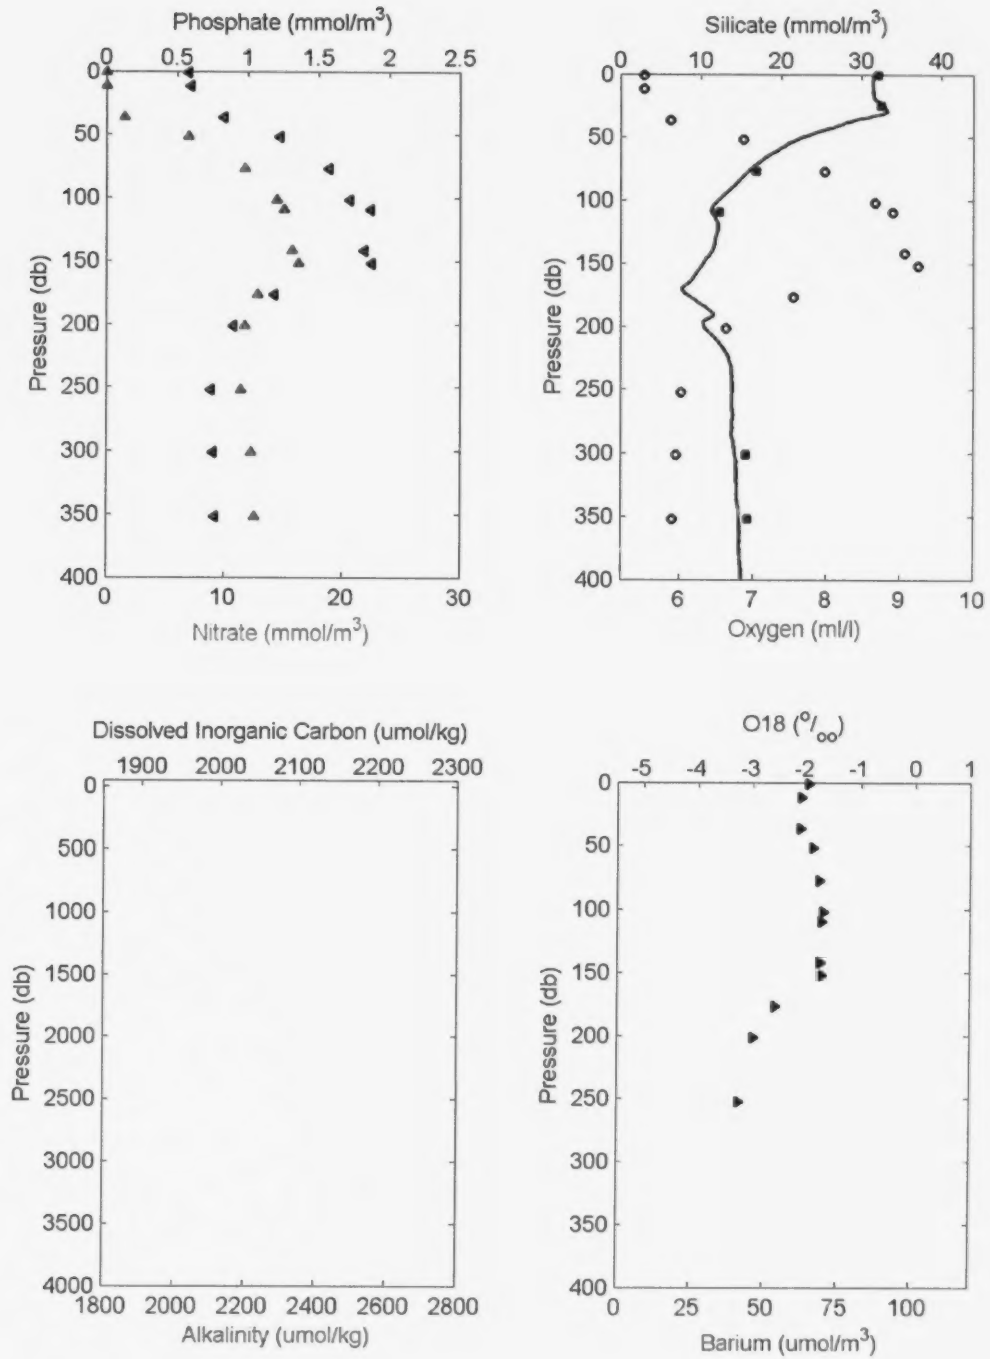 Phosphate (mmol/m³)
0 0.5 1 1.5 2 2.5
0
50
100
150
200
250
300
350
400
Pressure (db)
0 10 20 30
Nitrate (mmol/m³)
Silicate (mmol/m³)
0 10 20 30 40
0
50
100
150
200
250
300
350
400
Pressure (db)
6 7 8 9 10
Oxygen (ml/l)
Dissolved Inorganic Carbon (umol/kg)
1900 2000 2100 2200 2300
0
500
1000
1500
2000
2500
3000
3500
4000
Pressure (db)
1800 2000 2200 2400 2600 2800
Alkalinity (umol/kg)
O18 (º/oo)
-5 -4 -3 -2 -1 0 1
0
50
100
150
200
250
300
350
400
Pressure (db)
0 25 50 75 100
Barium (umol/m³)